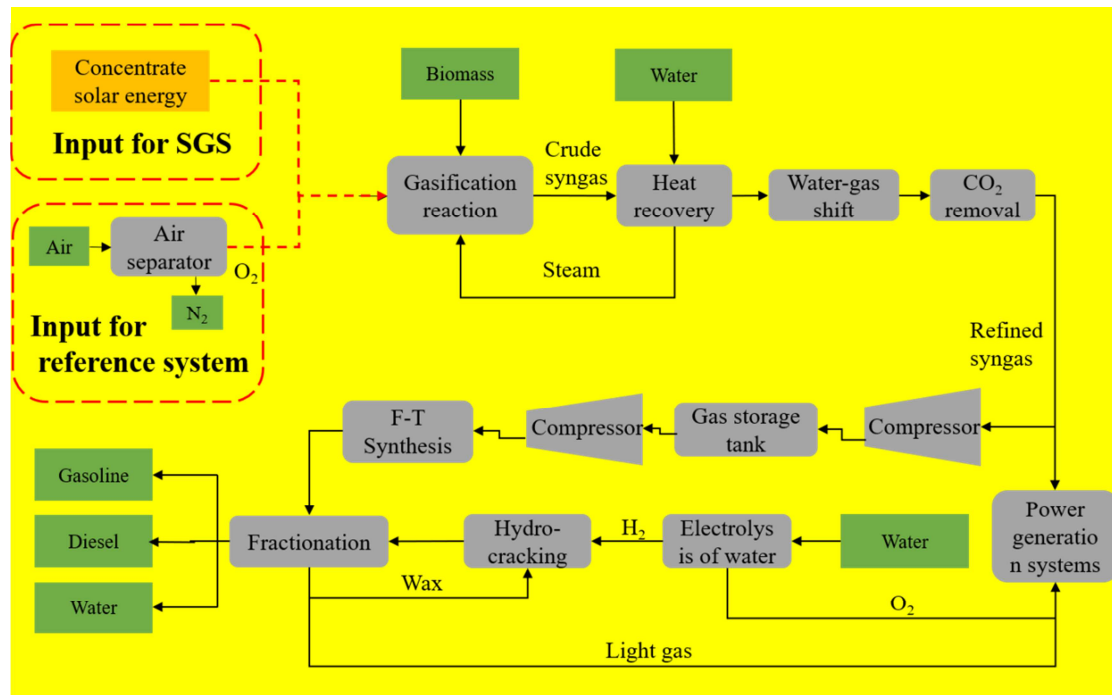 Concentrate
solar energy
Input for SGS
Air
Air
separator
O₂
N₂
Input for
reference system
Biomass
Water
Gasification
reaction
Crude
syngas
Heat
recovery
Water-gas
shift
CO₂
removal
Steam
Refined
syngas
F-T
Synthesis
Compressor
Gas storage
tank
Compressor
Gasoline
Diesel
Water
Fractionation
Hydro-
cracking
H₂
Electrolys
is of water
Water
Power
generatio
n systems
Wax
O₂
Light gas